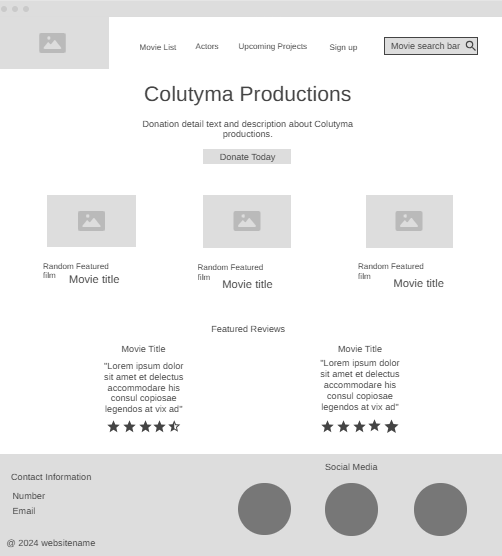 Movie List
Actors
Upcoming Projects
Sign up
Movie search bar
Colutyma Productions
Donation detail text and description about Colutyma
productions.
Donate Today
Random Featured
film
Movie title
Random Featured
film
Movie title
Random Featured
film
Movie title
Featured Reviews
Movie Title
"Lorem ipsum dolor
sit amet et delectus
accommodare his
consul copiosae
legendos at vix ad"
Movie Title
"Lorem ipsum dolor
sit amet et delectus
accommodare his
consul copiosae
legendos at vix ad"
Contact Information
Number
Email
Social Media
@ 2024 websitename